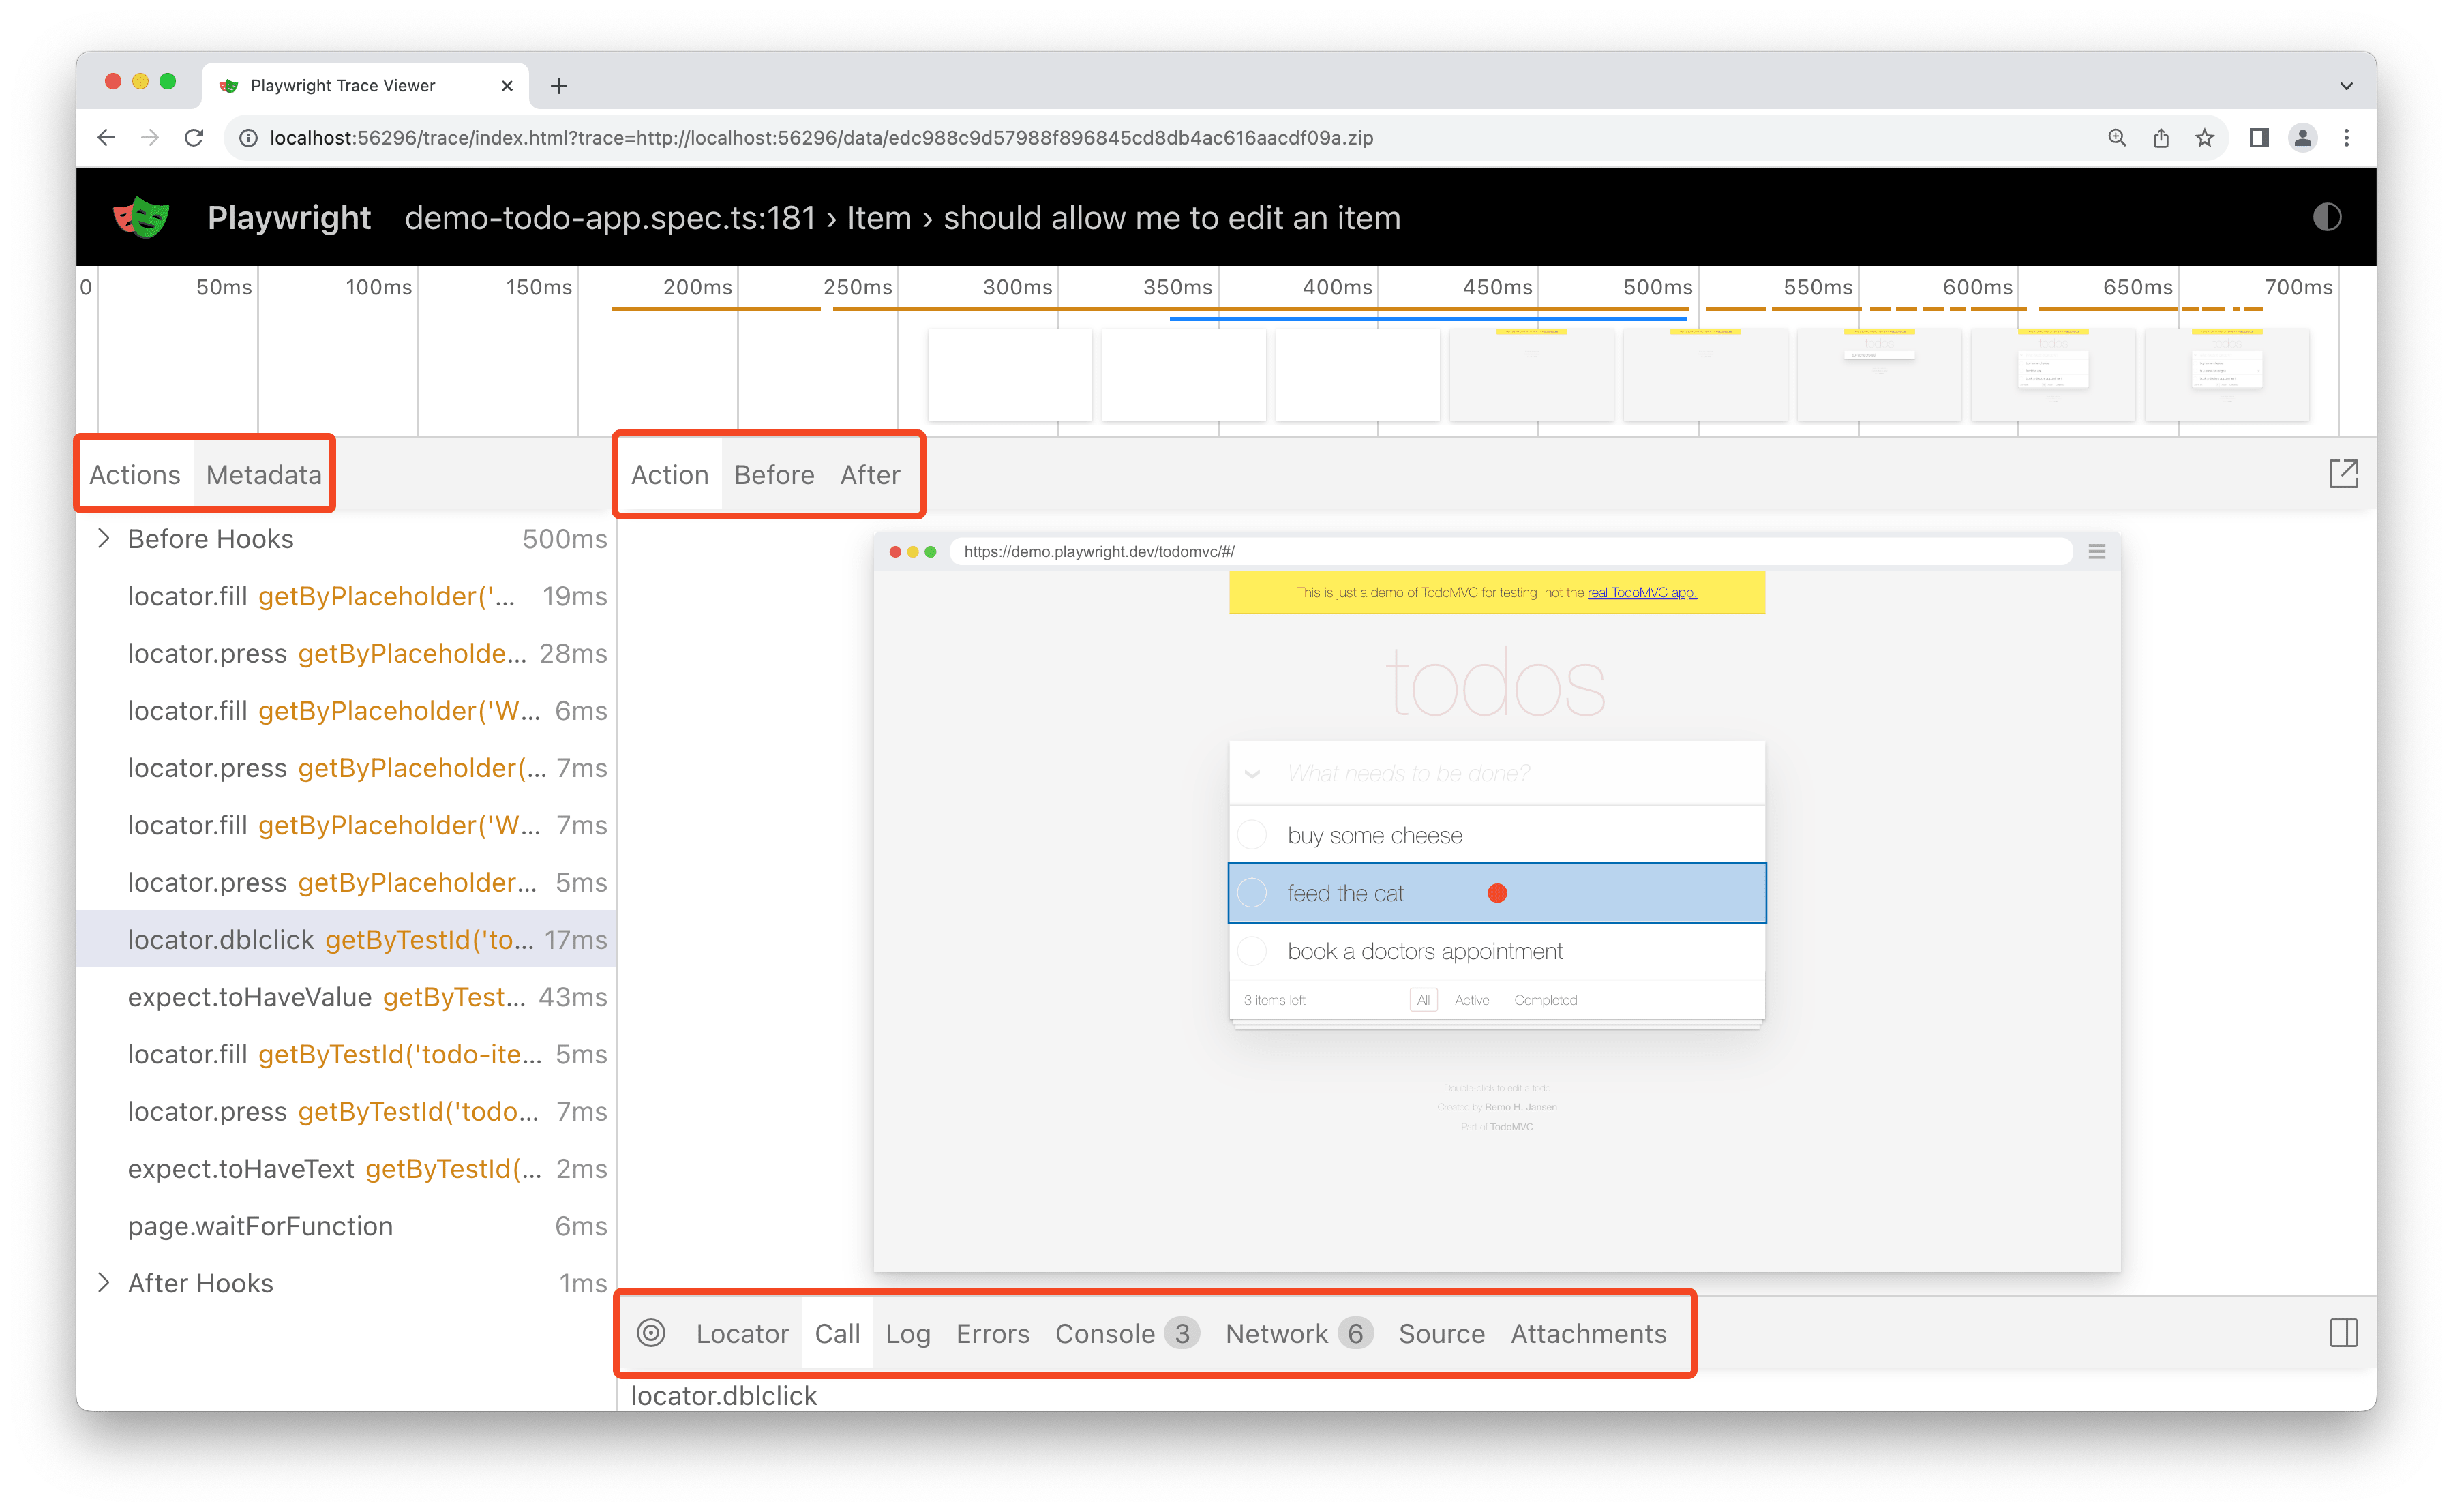 Playwright Trace Viewer
localhost:56296/trace/index.html?trace=http://localhost:56296/data/edc988c9d57988f896845cd8db4ac616aacdf09a.zip
Playwright demo-todo-app.spec.ts:181 › Item › should allow me to edit an item
0 50ms 100ms 150ms 200ms 250ms 300ms 350ms 400ms 450ms 500ms 550ms 600ms 650ms 700ms
todos todos todos
Actions Metadata
Before Hooks 500ms
locator.fill getByPlaceholder('... 19ms
locator.press getByPlaceholde... 28ms
locator.fill getByPlaceholder('W... 6ms
locator.press getByPlaceholder(... 7ms
locator.fill getByPlaceholder('W... 7ms
locator.press getByPlaceholder... 5ms
locator.dblclick getByTestId('to... 17ms
expect.toHaveValue getByTest... 43ms
locator.fill getByTestId('todo-ite... 5ms
locator.press getByTestId('todo... 7ms
expect.toHaveText getByTestId(... 2ms
page.waitForFunction 6ms
After Hooks 1ms
Action Before After
https://demo.playwright.dev/todomvc/#/
This is just a demo of TodoMVC for testing, not the real TodoMVC app.
todos
What needs to be done?
buy some cheese
feed the cat
book a doctors appointment
3 items left All Active Completed
Double-click to edit a todo
Created by Remo H. Jansen
Part of TodoMVC
Locator Call Log Errors Console 3 Network 6 Source Attachments
locator.dblclick